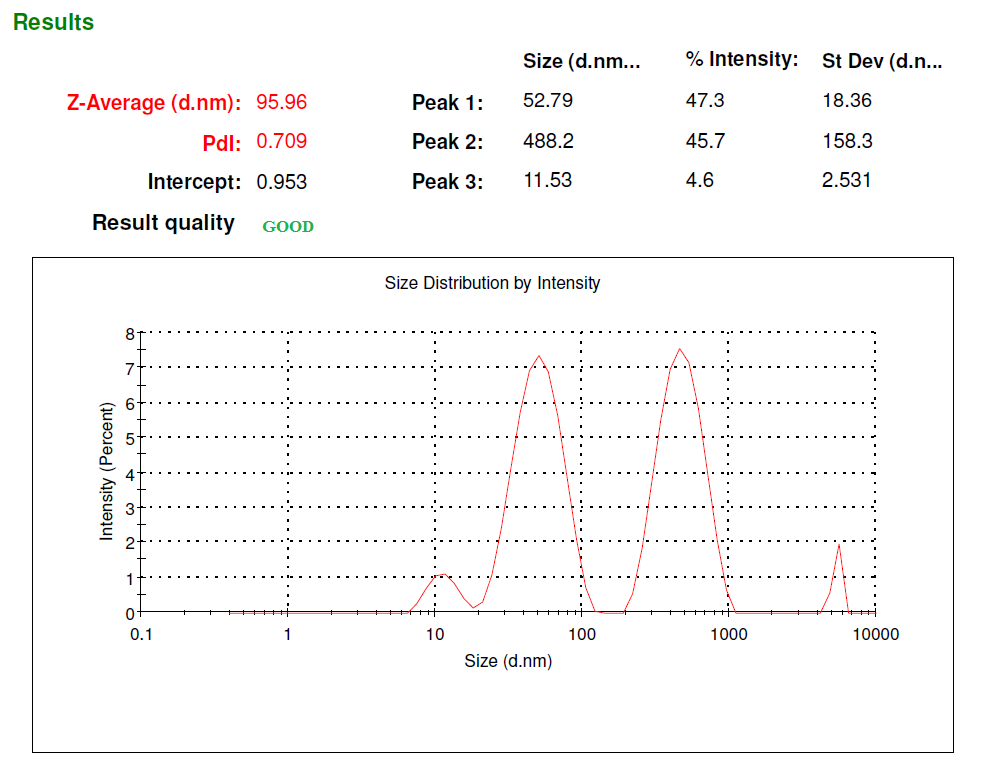 Results
Size (d.nm... % Intensity: St Dev (d.n...
Z-Average (d.nm): 95.96 Peak 1: 52.79 47.3 18.36
PdI: 0.709 Peak 2: 488.2 45.7 158.3
Intercept: 0.953 Peak 3: 11.53 4.6 2.531
Result quality GOOD
Size Distribution by Intensity
8
7
6
5
4
3
2
1
0
Intensity (Percent)
0.1 1 10 100 1000 10000
Size (d.nm)